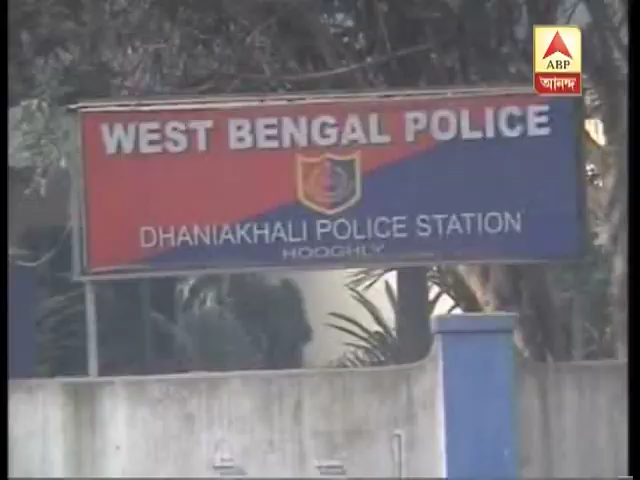 ABP
আনন্দ
WEST BENGAL POLICE
DHANIAKHALI POLICE STATION
HOOGHLY